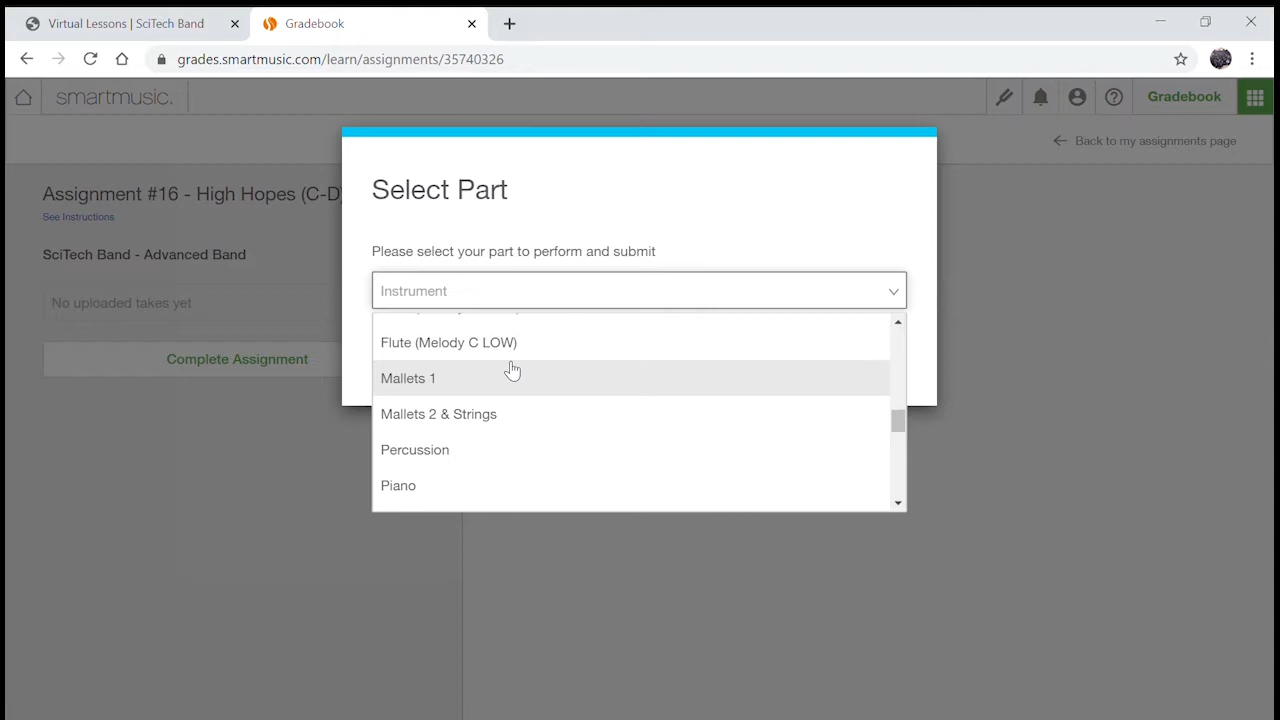 Virtual Lessons | SciTech Band
Gradebook
grades.smartmusic.com/learn/assignments/35740326
smartmusic.
Gradebook
Back to my assignments page
Assignment #16 - High Hopes (C-D)
See Instructions
SciTech Band - Advanced Band
No uploaded takes yet
Complete Assignment
Select Part
Please select your part to perform and submit
Instrument
Flute (Melody C LOW)
Mallets 1
Mallets 2 & Strings
Percussion
Piano